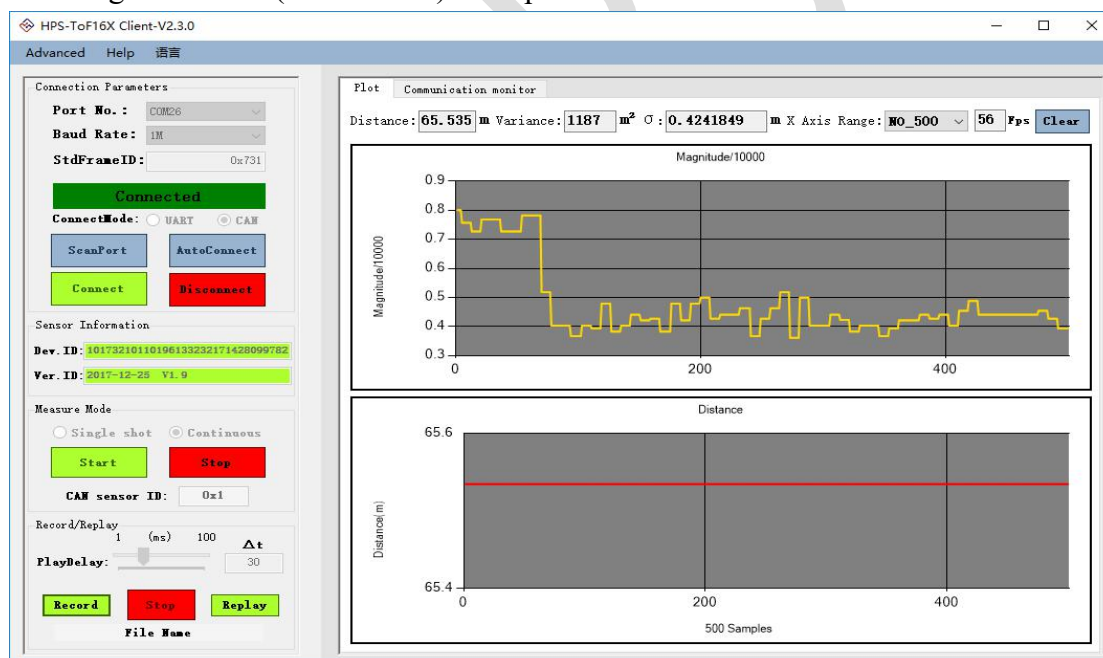 HPS-ToF16X Client-V2.3.0
Advanced Help 语言
Connection Parameters
Port No.: COM26
Baud Rate: 1M
StdFrameID: 0x731
Connected
ConnectMode: UART CAN
ScanPort AutoConnect
Connect Disconnect
Sensor Information
Dev. ID: 10173210110196133232171428099782
Ver. ID: 2017-12-25 V1.9
Measure Mode
Single shot Continuous
Start Stop
CAN sensor ID: 0x1
Record/Replay
1 (ms) 100 Δt
PlayDelay: 30
Record Stop Replay
File Name
Plot Communication monitor
Distance: 65.535 m Variance: 1187 m² σ: 0.4241849 m X Axis Range: NO_500 56 Fps Clear
Magnitude/10000
Magnitude/10000
0.9
0.8
0.7
0.6
0.5
0.4
0.3
0 200 400
Distance
Distance(m)
65.6
65.4
0 200 400
500 Samples